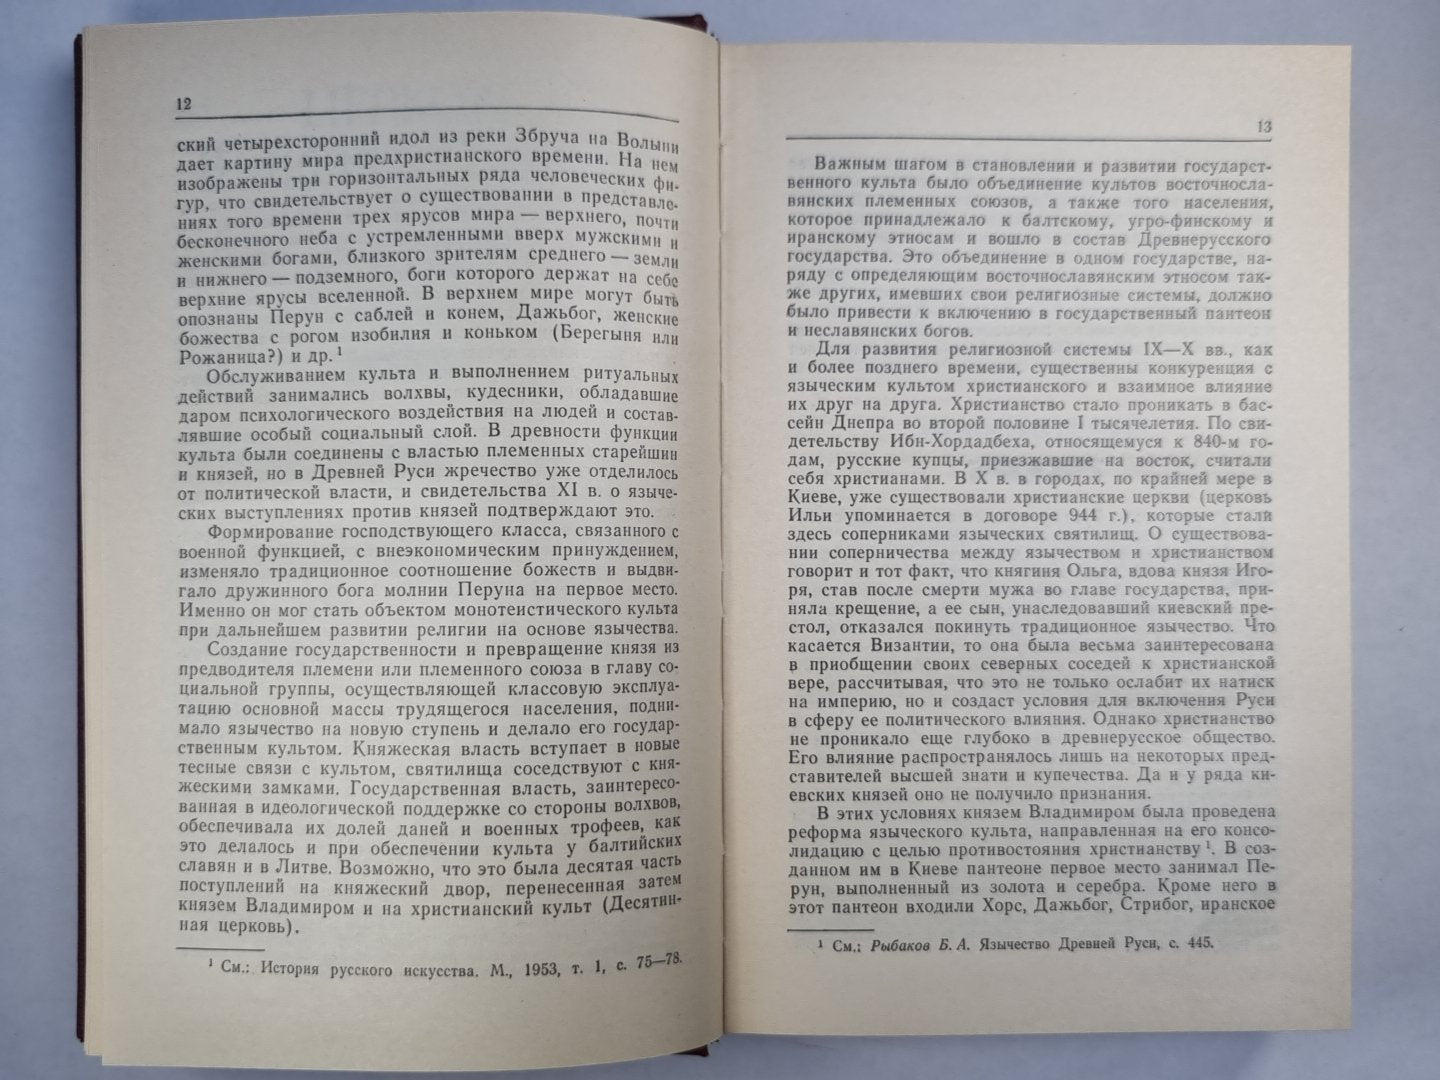 12
ский четырехсторонний идол из реки Збруча на Волыни
дает картину мира предхристианского времени. На нем
изображены три горизонтальных ряда человеческих фи-
гур, что свидетельствует о существовании в представле-
ниях того времени трех ярусов мира — верхнего, почти
бесконечного неба с устремленными вверх мужскими и
женскими богами, близкого зрителям среднего — земли
и нижнего — подземного, боги которого держат на себе
верхние ярусы вселенной. В верхнем мире могут быть
опознаны Перун с саблей и конем, Дажьбог, женские
божества с рогом изобилия и коньком (Берегыня или
Рожаница?) и др. 1
Обслуживанием культа и выполнением ритуальных
действий занимались волхвы, кудесники, обладавшие
даром психологического воздействия на людей и состав-
лявшие особый социальный слой. В древности функции
культа были соединены с властью племенных старейшин
и князей, но в Древней Руси жречество уже отделилось
от политической власти, и свидетельства XI в. о языче-
ских выступлениях против князей подтверждают это.
Формирование господствующего класса, связанного с
военной функцией, с внеэкономическим принуждением,
изменяло традиционное соотношение божеств и выдви-
гало дружинного бога молнии Перуна на первое место.
Именно он мог стать объектом монотеистического культа
при дальнейшем развитии религии на основе язычества.
Создание государственности и превращение князя из
предводителя племени или племенного союза в главу со-
циальной группы, осуществляющей классовую эксплуа-
тацию основной массы трудящегося населения, подни-
мало язычество на новую ступень и делало его государ-
ственным культом. Княжеская власть вступает в новые
тесные связи с культом, святилища соседствуют с кня-
жескими замками. Государственная власть, заинтересо-
ванная в идеологической поддержке со стороны волхвов,
обеспечивала их долей даней и военных трофеев, как
это делалось и при обеспечении культа у балтийских
славян и в Литве. Возможно, что это была десятая часть
поступлений на княжеский двор, перенесенная затем
князем Владимиром и на христианский культ (Десятин-
ная церковь).
1 См.: История русского искусства. М., 1953, т. 1, с. 75—78.
13
Важным шагом в становлении и развитии государст-
венного культа было объединение культов восточносла-
вянских племенных союзов, а также того населения,
которое принадлежало к балтскому, угро-финскому и
иранскому этносам и вошло в состав Древнерусского
государства. Это объединение в одном государстве, на-
ряду с определяющим восточнославянским этносом так-
же других, имевших свои религиозные системы, должно
было привести к включению в государственный пантеон
и неславянских богов.
Для развития религиозной системы IX—X вв., как
и более позднего времени, существенны конкуренция с
языческим культом христианского и взаимное влияние
их друг на друга. Христианство стало проникать в бас-
сейн Днепра во второй половине I тысячелетия. По сви-
детельству Ибн-Хордадбеха, относящемуся к 840-м го-
дам, русские купцы, приезжавшие на восток, считали
себя христианами. В X в. в городах, по крайней мере в
Киеве, уже существовали христианские церкви (церковь
Ильи упоминается в договоре 944 г.), которые стали
здесь соперниками языческих святилищ. О существова-
нии соперничества между язычеством и христианством
говорит и тот факт, что княгиня Ольга, вдова князя Иго-
ря, став после смерти мужа во главе государства, при-
няла крещение, а ее сын, унаследовавший киевский пре-
стол, отказался покинуть традиционное язычество. Что
касается Византии, то она была весьма заинтересована
в приобщении своих северных соседей к христианской
вере, рассчитывая, что это не только ослабит их натиск
на империю, но и создаст условия для включения Руси
в сферу ее политического влияния. Однако христианство
не проникало еще глубоко в древнерусское общество.
Его влияние распространялось лишь на некоторых пред-
ставителей высшей знати и купечества. Да и у ряда ки-
евских князей оно не получило признания.
В этих условиях князем Владимиром была проведена
реформа языческого культа, направленная на его консо-
лидацию с целью противостояния христианству 1. В соз-
данном им в Киеве пантеоне первое место занимал Пе-
рун, выполненный из золота и серебра. Кроме него в
этот пантеон входили Хорс, Дажьбог, Стрибог, иранское
1 См.: Рыбаков Б. А. Язычество Древней Руси, с. 445.